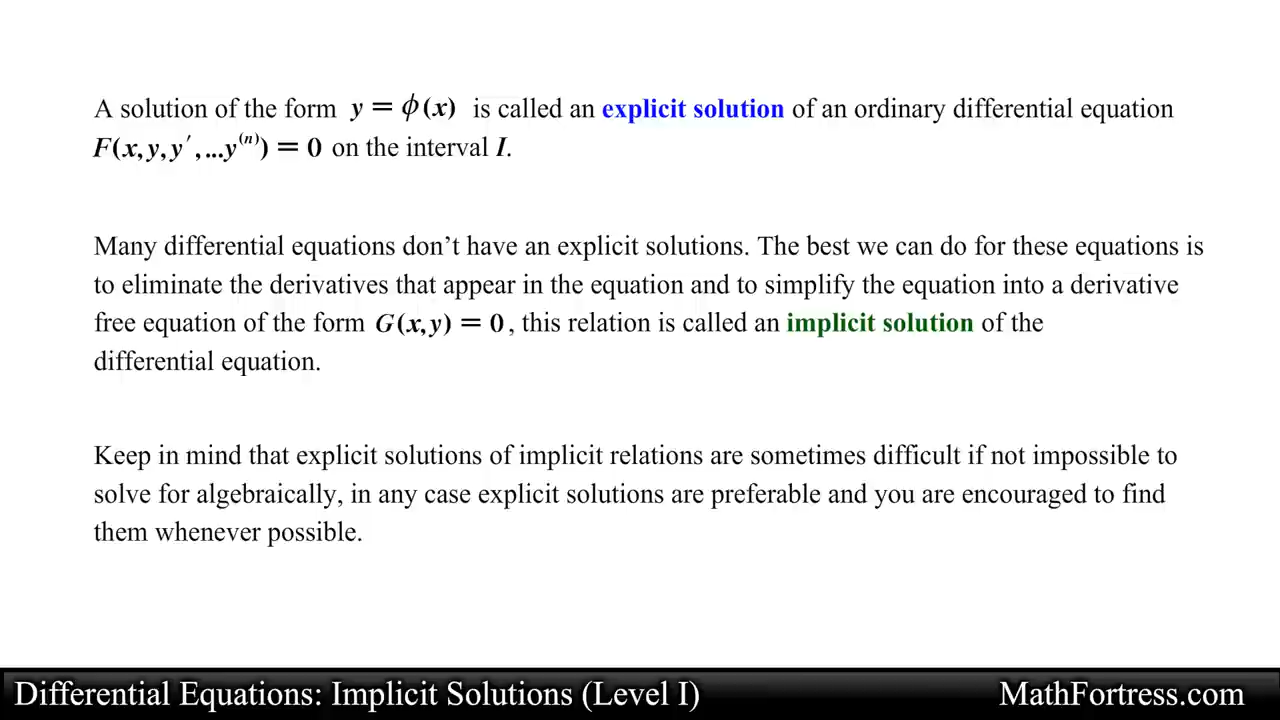 A solution of the form y = ϕ(x) is called an explicit solution of an ordinary differential equation
F(x, y, y′, ...y⁽ⁿ⁾) = 0 on the interval I.
Many differential equations don’t have an explicit solutions. The best we can do for these equations is
to eliminate the derivatives that appear in the equation and to simplify the equation into a derivative
free equation of the form G(x, y) = 0, this relation is called an implicit solution of the
differential equation.
Keep in mind that explicit solutions of implicit relations are sometimes difficult if not impossible to
solve for algebraically, in any case explicit solutions are preferable and you are encouraged to find
them whenever possible.
Differential Equations: Implicit Solutions (Level I) MathFortress.com